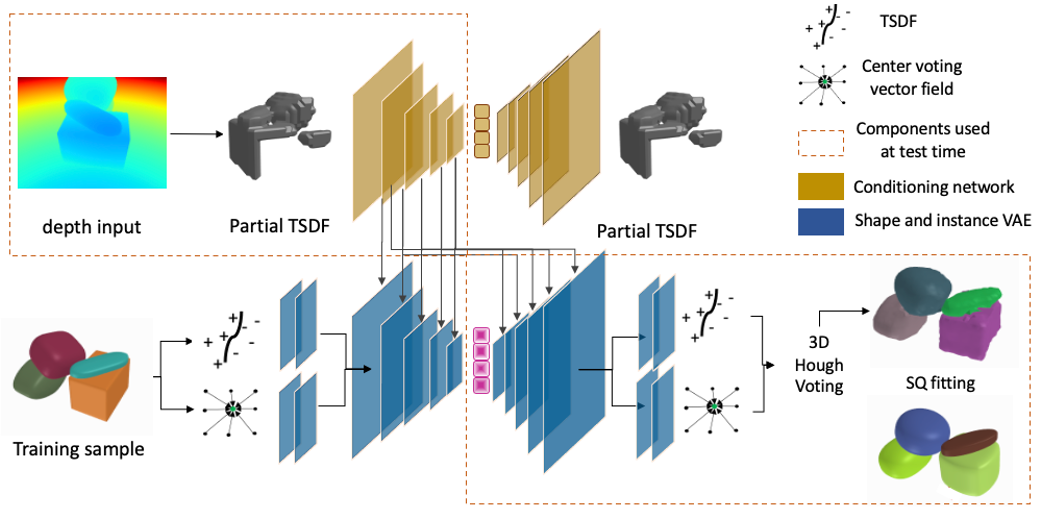 TSDF
Center voting
vector field
Components used
at test time
Conditioning network
Shape and instance VAE
depth input
Partial TSDF
Partial TSDF
Training sample
3D
Hough
Voting
SQ fitting